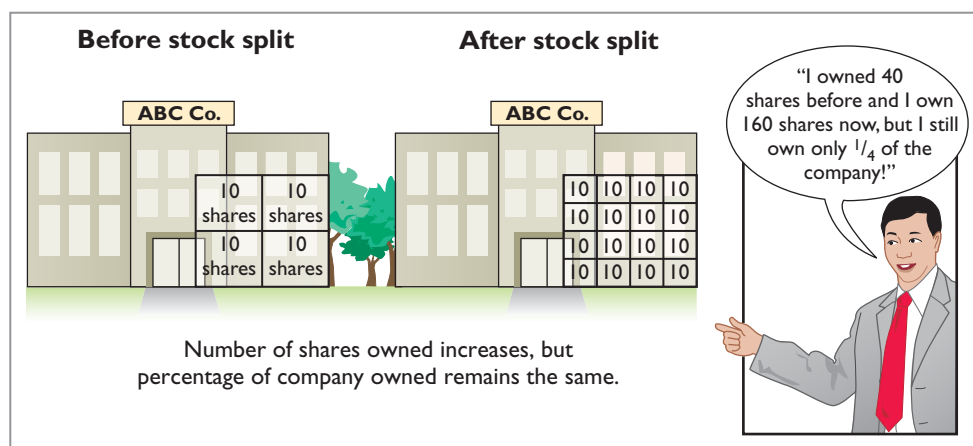 Before stock split
After stock split
ABC Co.
10
shares
10
shares
10
shares
10
shares
ABC Co.
10 10 10 10
10 10 10 10
10 10 10 10
10 10 10 10
"I owned 40
shares before and I own
160 shares now, but I still
own only 1/4 of the
company!"
Number of shares owned increases, but
percentage of company owned remains the same.